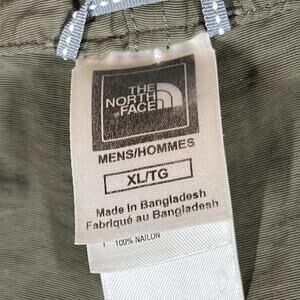 THE
NORTH
FACE
MENS/HOMMES
XL/TG
Made in Bangladesh
Fabriqué au Bangladesh
100% NAILON